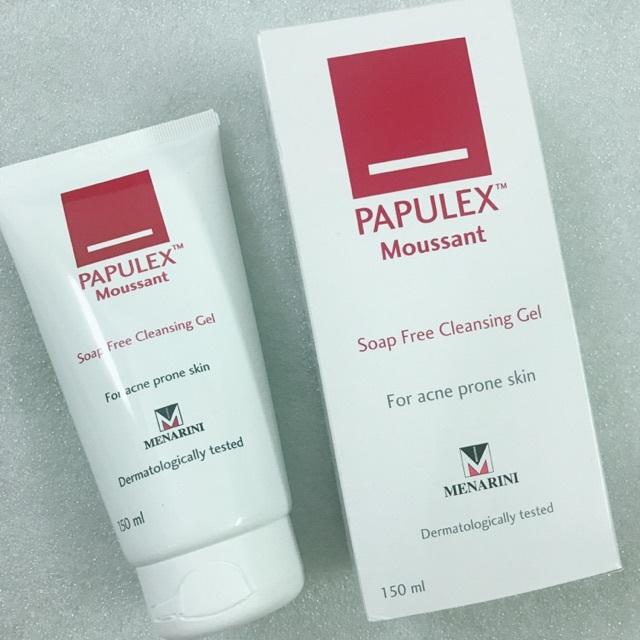 PAPULEX™
Moussant
Soap Free Cleansing Gel
For acne prone skin
MENARINI
Dermatologically tested
150 ml
PAPULEX™
Moussant
Soap Free Cleansing Gel
For acne prone skin
MENARINI
Dermatologically tested
150 ml